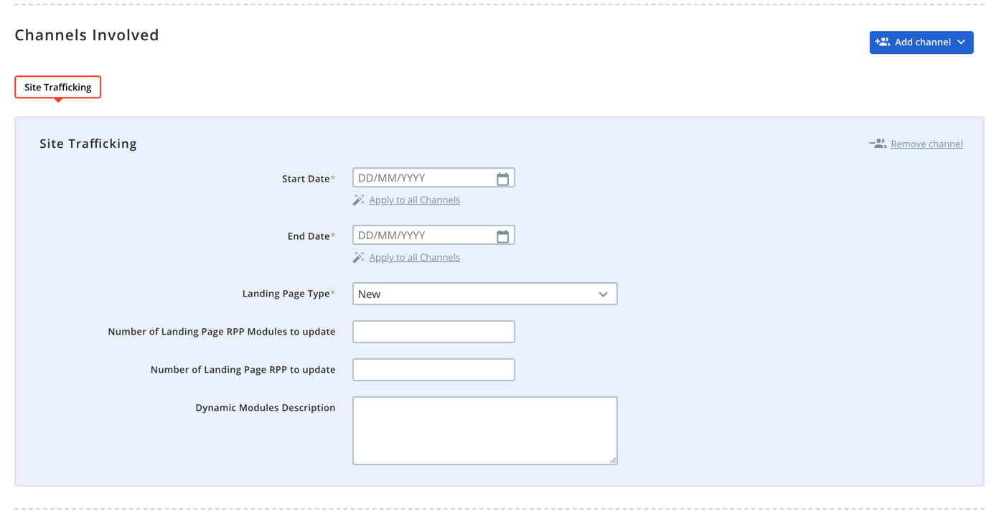 Channels Involved
Add channel
Site Trafficking
Site Trafficking
Remove channel
Start Date*
DD/MM/YYYY
Apply to all Channels
End Date*
DD/MM/YYYY
Apply to all Channels
Landing Page Type*
New
Number of Landing Page RPP Modules to update
Number of Landing Page RPP to update
Dynamic Modules Description